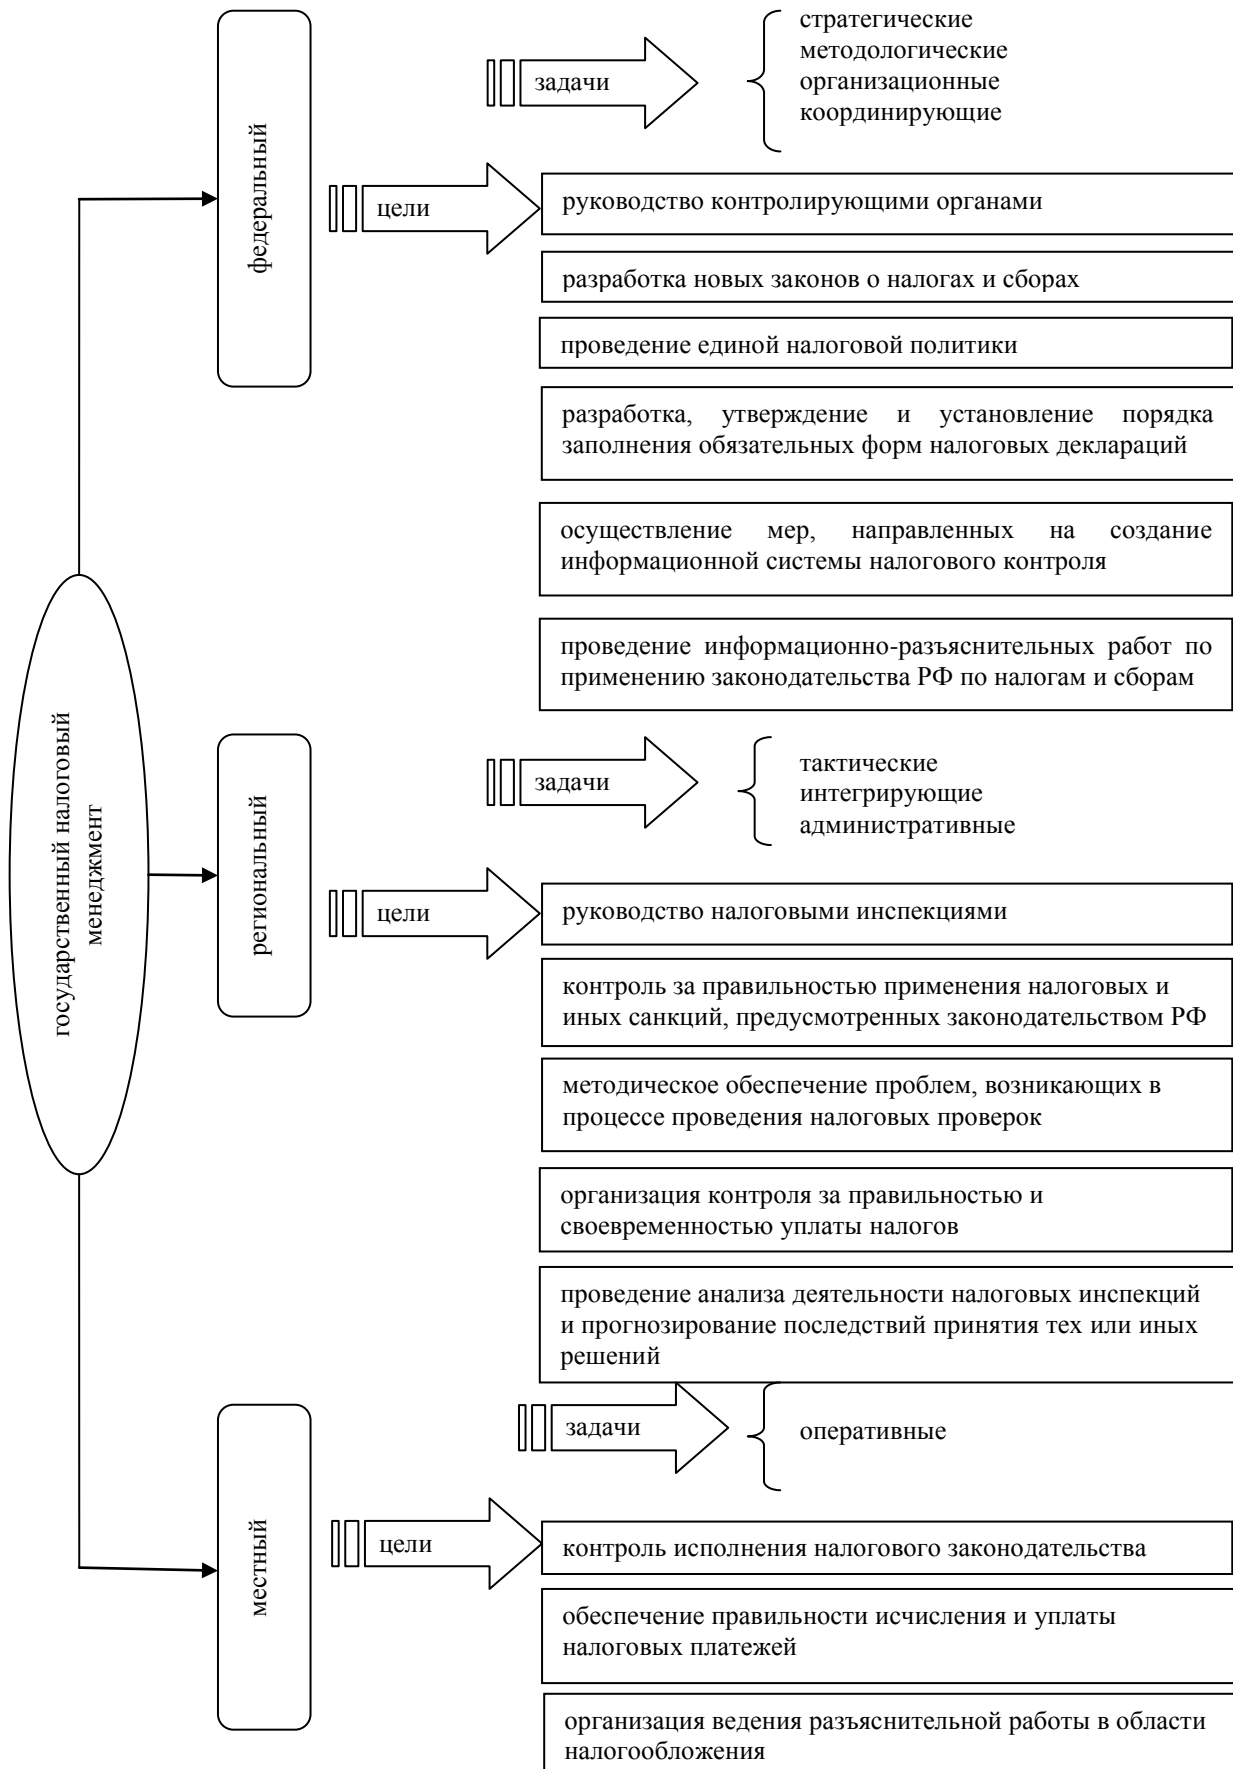 государственный налоговый
менеджмент
федеральный
задачи
стратегические
методологические
организационные
координирующие
цели
руководство контролирующими органами
разработка новых законов о налогах и сборах
проведение единой налоговой политики
разработка, утверждение и установление порядка
заполнения обязательных форм налоговых деклараций
осуществление мер, направленных на создание
информационной системы налогового контроля
проведение информационно-разъяснительных работ по
применению законодательства РФ по налогам и сборам
региональный
задачи
тактические
интегрирующие
административные
цели
руководство налоговыми инспекциями
контроль за правильностью применения налоговых и
иных санкций, предусмотренных законодательством РФ
методическое обеспечение проблем, возникающих в
процессе проведения налоговых проверок
организация контроля за правильностью и
своевременностью уплаты налогов
проведение анализа деятельности налоговых инспекций
и прогнозирование последствий принятия тех или иных
решений
местный
задачи
оперативные
цели
контроль исполнения налогового законодательства
обеспечение правильности исчисления и уплаты
налоговых платежей
организация ведения разъяснительной работы в области
налогообложения